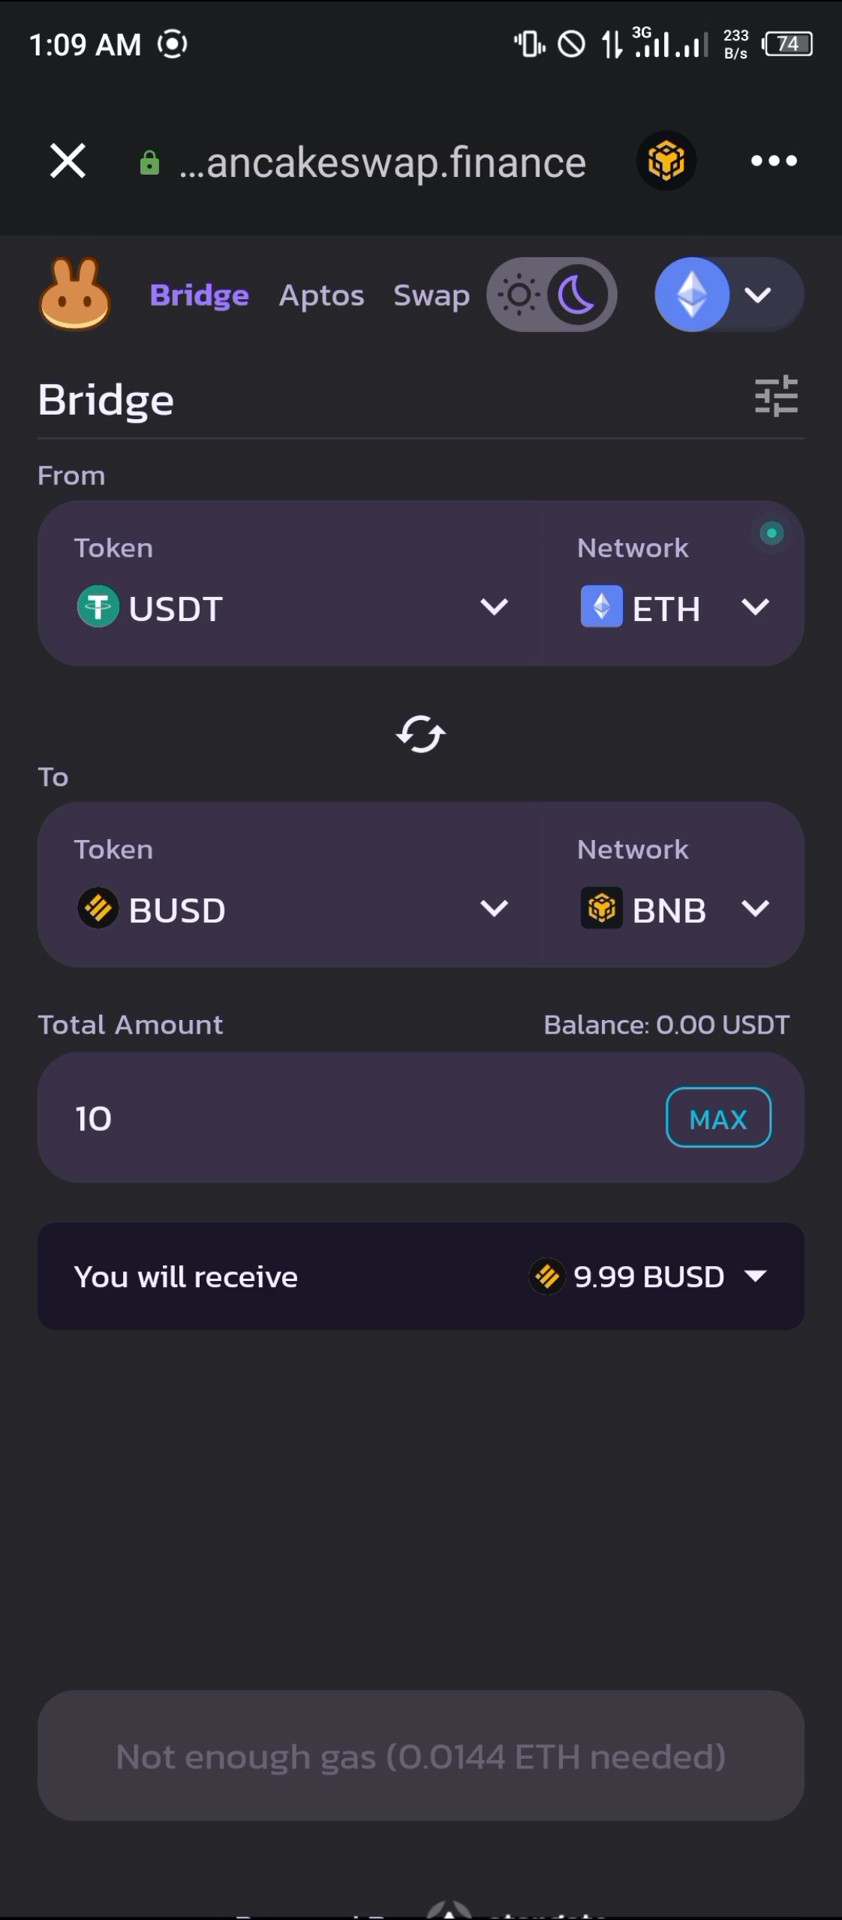 1:09 AM 3G 233 B/s 74
...ancakeswap.finance
Bridge Aptos Swap
Bridge
From
Token Network
USDT ETH
To
Token Network
BUSD BNB
Total Amount Balance: 0.00 USDT
10 MAX
You will receive 9.99 BUSD
Not enough gas (0.0144 ETH needed)